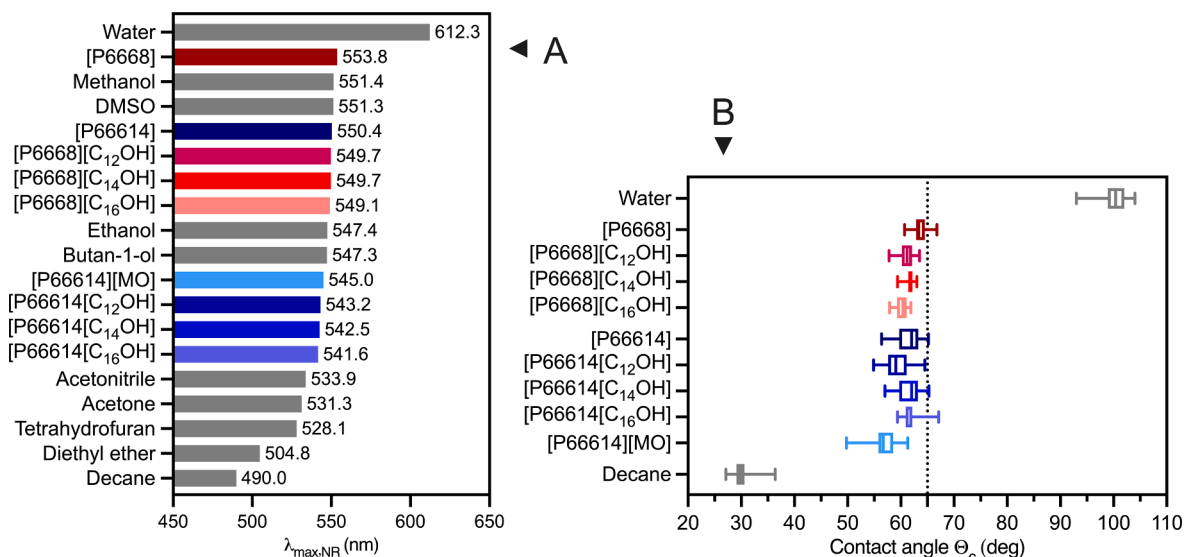 Water 612.3
[P6668] 553.8
Methanol 551.4
DMSO 551.3
[P66614] 550.4
[P6668][C₁₂OH] 549.7
[P6668][C₁₄OH] 549.7
[P6668][C₁₆OH] 549.1
Ethanol 547.4
Butan-1-ol 547.3
[P66614][MO] 545.0
[P66614[C₁₂OH] 543.2
[P66614[C₁₄OH] 542.5
[P66614[C₁₆OH] 541.6
Acetonitrile 533.9
Acetone 531.3
Tetrahydrofuran 528.1
Diethyl ether 504.8
Decane 490.0
450 500 550 600 650
λmax,NR (nm)
A
B
Water
[P6668]
[P6668][C₁₂OH]
[P6668][C₁₄OH]
[P6668][C₁₆OH]
[P66614]
[P66614[C₁₂OH]
[P66614[C₁₄OH]
[P66614[C₁₆OH]
[P66614][MO]
Decane
20 30 40 50 60 70 80 90 100 110
Contact angle Θc (deg)